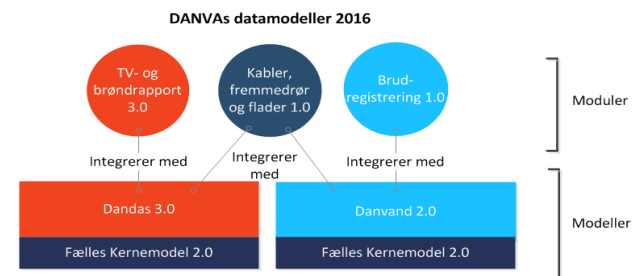 DANVAs datamodeller 2016
TV- og
brøndrapport
3.0
Kabler,
fremmedrør
og flader 1.0
Brud-
registrering 1.0
Moduler
Integrerer med
Integrerer
med
Integrerer med
Dandas 3.0
Danvand 2.0
Modeller
Fælles Kernemodel 2.0
Fælles Kernemodel 2.0